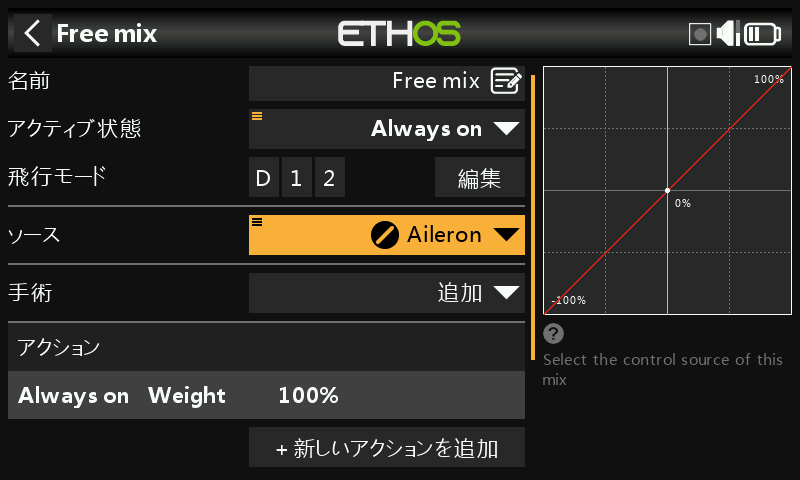 Free mix
ETHOS
名前
Free mix
アクティブ状態
Always on
飛行モード
D
1
2
編集
ソース
Aileron
手術
追加
アクション
Always on Weight 100%
+ 新しいアクションを追加
100%
0%
-100%
?
Select the control source of this
mix